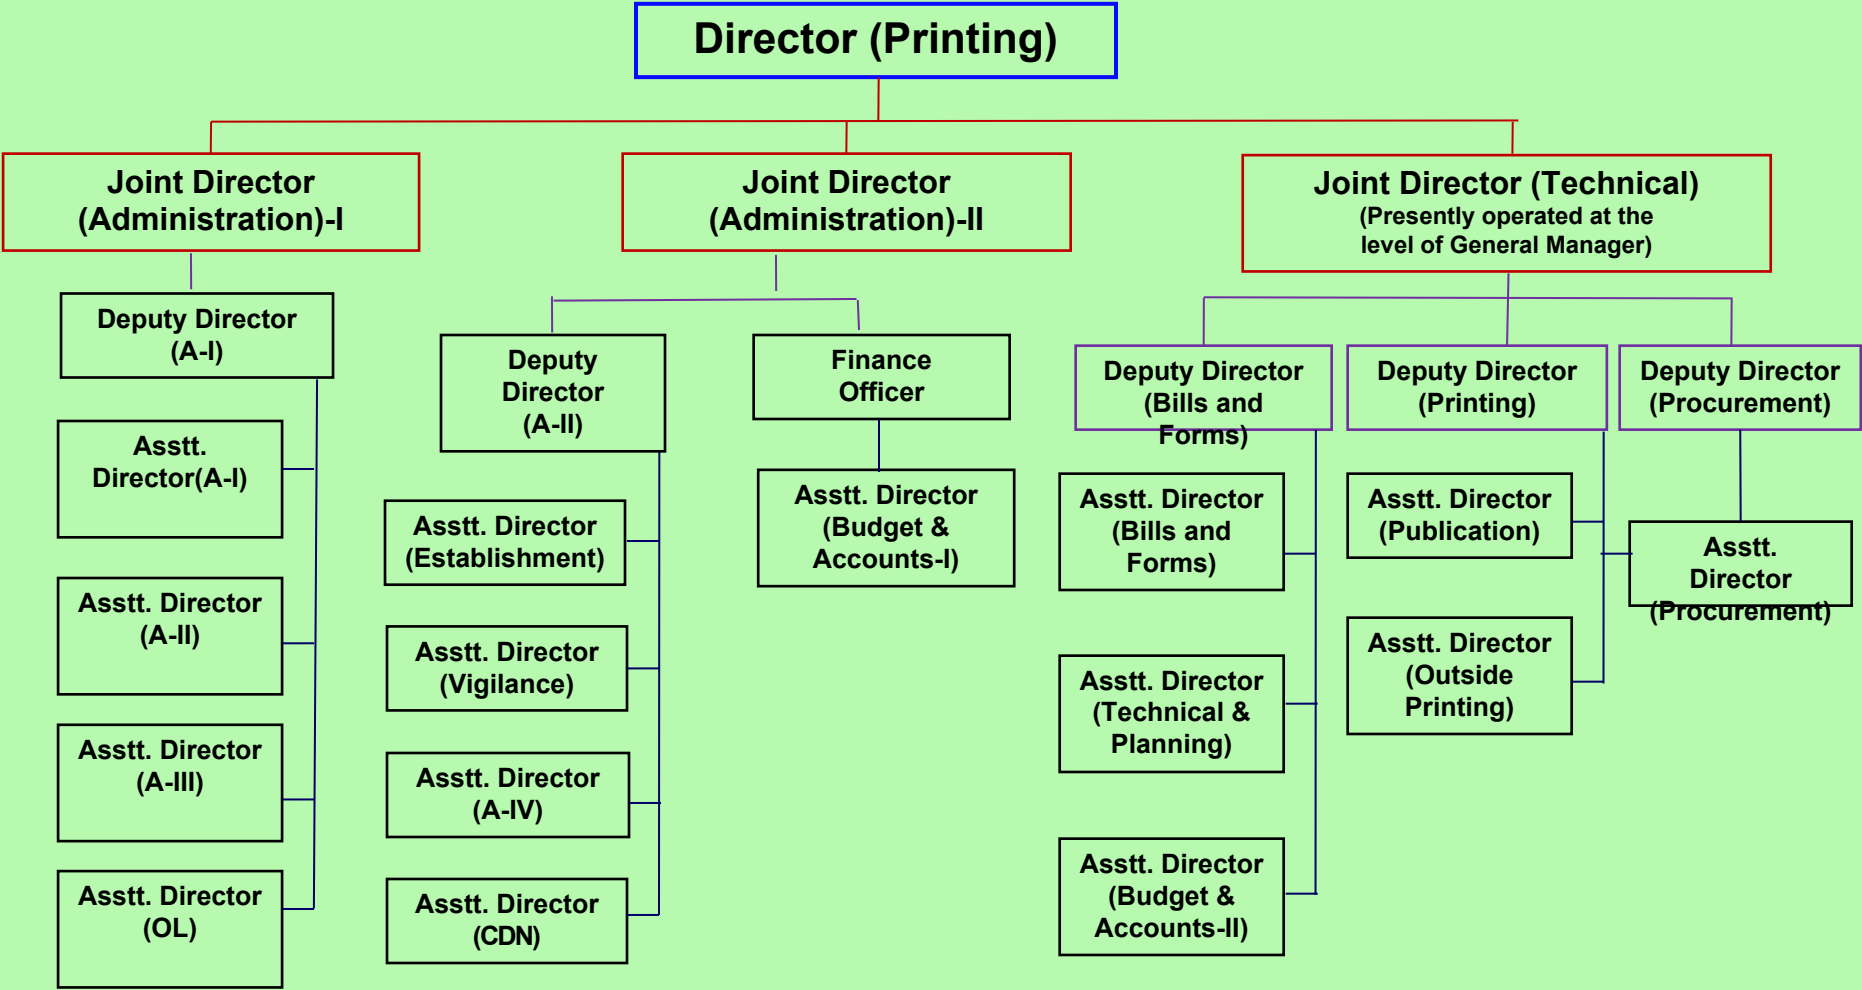 Director (Printing)
Joint Director
(Administration)-I
Joint Director
(Administration)-II
Joint Director (Technical)
(Presently operated at the
level of General Manager)
Deputy Director
(A-I)
Asstt.
Director(A-I)
Asstt. Director
(A-II)
Asstt. Director
(A-III)
Asstt. Director
(OL)
Deputy
Director
(A-II)
Asstt. Director
(Establishment)
Asstt. Director
(Vigilance)
Asstt. Director
(A-IV)
Asstt. Director
(CDN)
Finance
Officer
Asstt. Director
(Budget &
Accounts-I)
Deputy Director
(Bills and
Forms)
Asstt. Director
(Bills and
Forms)
Asstt. Director
(Technical &
Planning)
Asstt. Director
(Budget &
Accounts-II)
Deputy Director
(Printing)
Asstt. Director
(Publication)
Asstt. Director
(Outside
Printing)
Deputy Director
(Procurement)
Asstt.
Director
(Procurement)